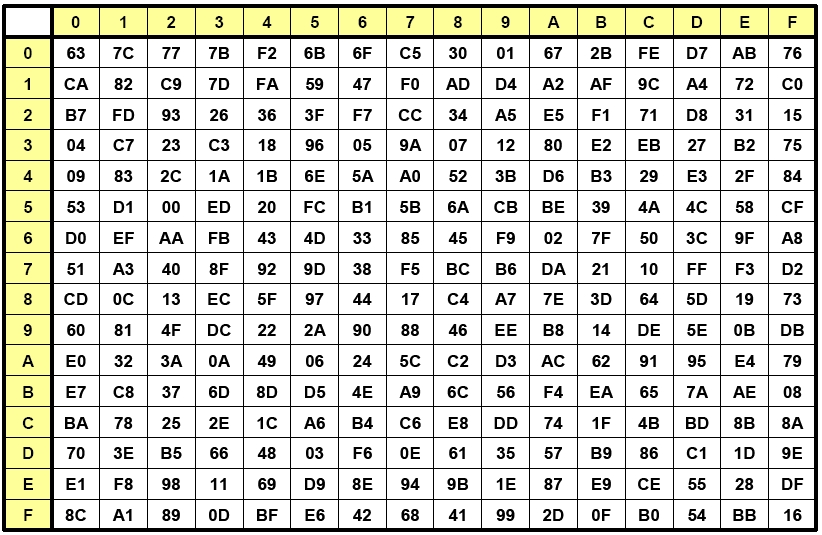 0 1 2 3 4 5 6 7 8 9 A B C D E F
0 63 7C 77 7B F2 6B 6F C5 30 01 67 2B FE D7 AB 76
1 CA 82 C9 7D FA 59 47 F0 AD D4 A2 AF 9C A4 72 C0
2 B7 FD 93 26 36 3F F7 CC 34 A5 E5 F1 71 D8 31 15
3 04 C7 23 C3 18 96 05 9A 07 12 80 E2 EB 27 B2 75
4 09 83 2C 1A 1B 6E 5A A0 52 3B D6 B3 29 E3 2F 84
5 53 D1 00 ED 20 FC B1 5B 6A CB BE 39 4A 4C 58 CF
6 D0 EF AA FB 43 4D 33 85 45 F9 02 7F 50 3C 9F A8
7 51 A3 40 8F 92 9D 38 F5 BC B6 DA 21 10 FF F3 D2
8 CD 0C 13 EC 5F 97 44 17 C4 A7 7E 3D 64 5D 19 73
9 60 81 4F DC 22 2A 90 88 46 EE B8 14 DE 5E 0B DB
A E0 32 3A 0A 49 06 24 5C C2 D3 AC 62 91 95 E4 79
B E7 C8 37 6D 8D D5 4E A9 6C 56 F4 EA 65 7A AE 08
C BA 78 25 2E 1C A6 B4 C6 E8 DD 74 1F 4B BD 8B 8A
D 70 3E B5 66 48 03 F6 0E 61 35 57 B9 86 C1 1D 9E
E E1 F8 98 11 69 D9 8E 94 9B 1E 87 E9 CE 55 28 DF
F 8C A1 89 0D BF E6 42 68 41 99 2D 0F B0 54 BB 16